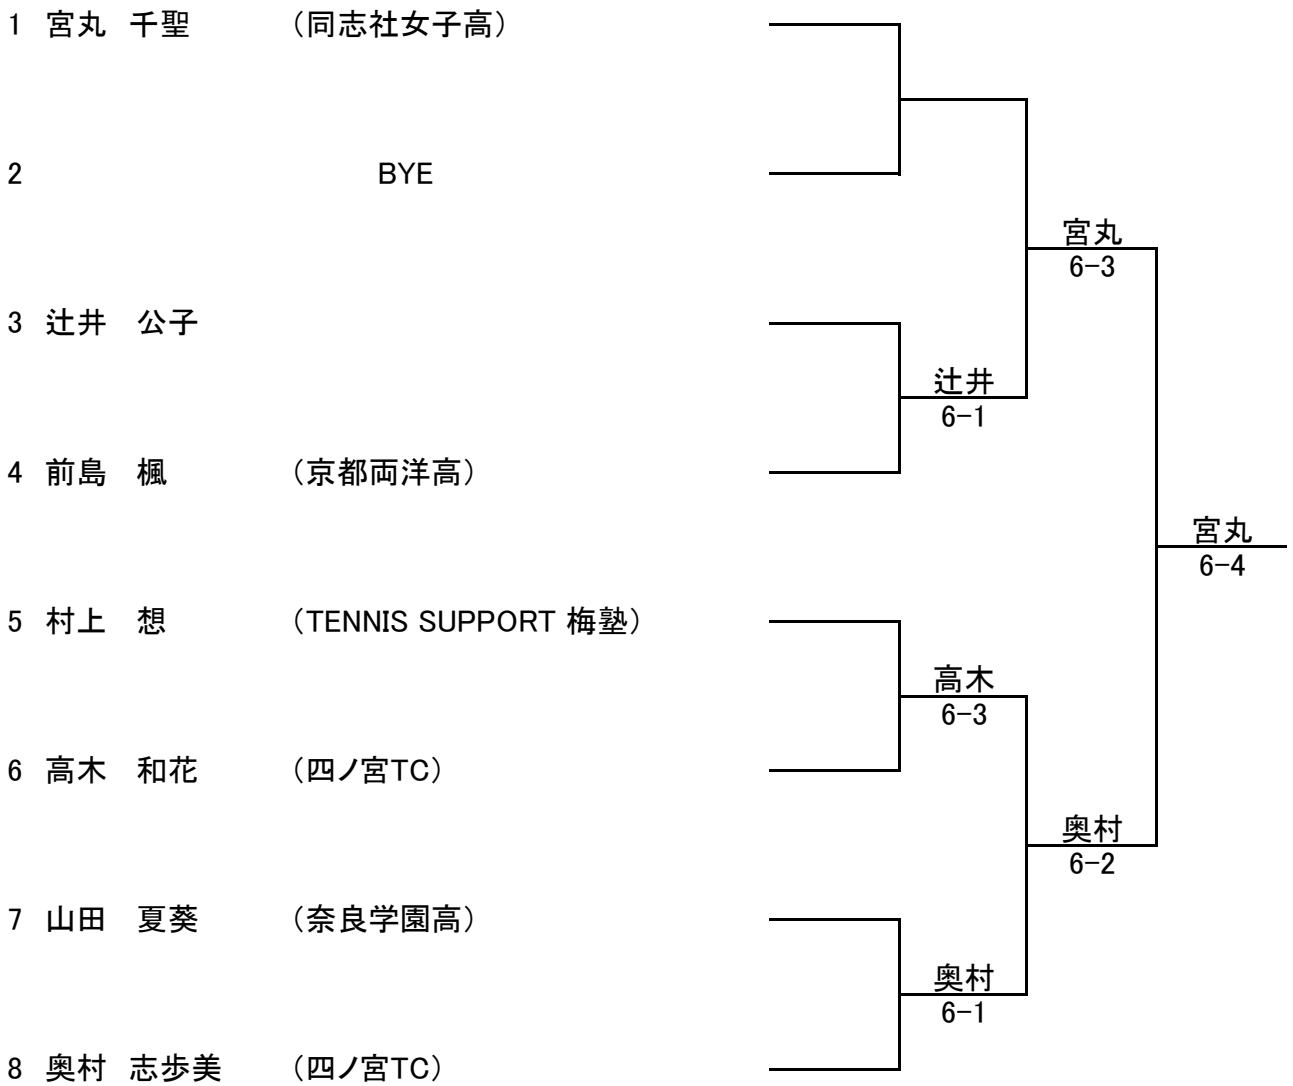 1 宮丸 千聖 (同志社女子高)
2 BYE
宮丸
6-3
3 辻井 公子
辻井
6-1
4 前島 楓 (京都両洋高)
宮丸
6-4
5 村上 想 (TENNIS SUPPORT 梅塾)
高木
6-3
6 高木 和花 (四ノ宮TC)
奥村
6-2
7 山田 夏葵 (奈良学園高)
奥村
6-1
8 奥村 志歩美 (四ノ宮TC)